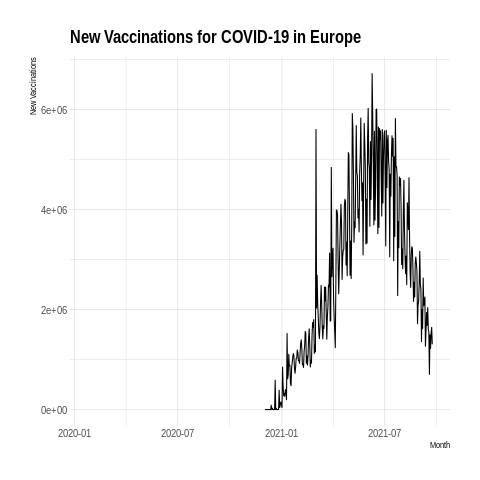 New Vaccinations for COVID-19 in Europe
New Vaccinations
6e+06
4e+06
2e+06
0e+00
2020-01
2020-07
2021-01
2021-07
Month